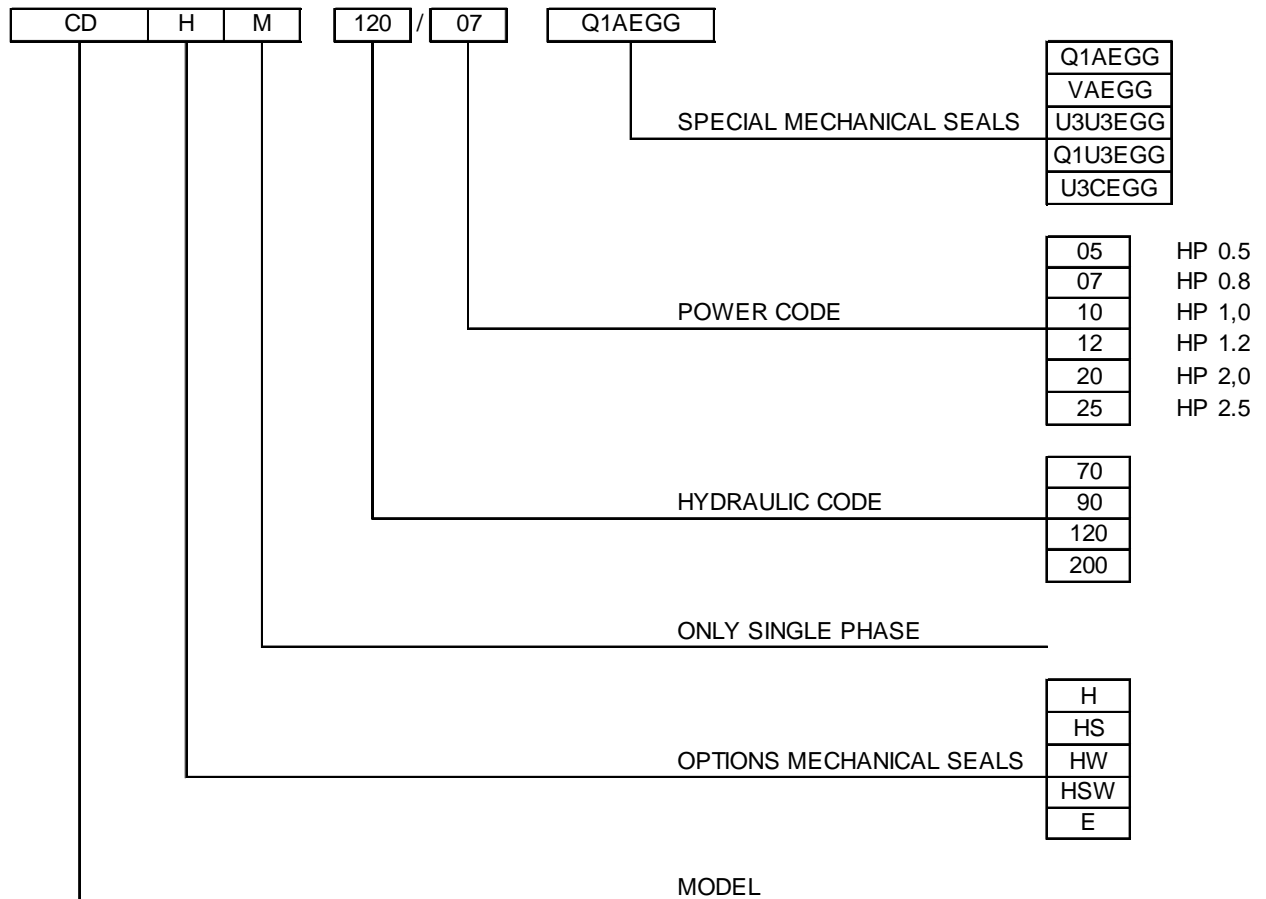 CD H M 120 / 07 Q1AEGG
Q1AEGG
VAEGG
SPECIAL MECHANICAL SEALS U3U3EGG
Q1U3EGG
U3CEGG
05 HP 0.5
07 HP 0.8
POWER CODE 10 HP 1,0
12 HP 1.2
20 HP 2,0
25 HP 2.5
70
HYDRAULIC CODE 90
120
200
ONLY SINGLE PHASE
H
HS
OPTIONS MECHANICAL SEALS HW
HSW
E
MODEL